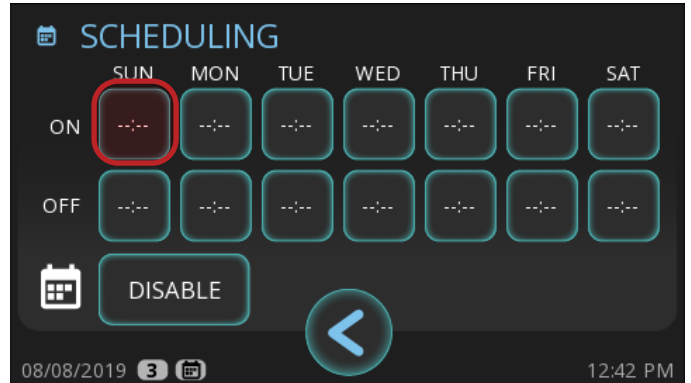 SCHEDULING
SUN MON TUE WED THU FRI SAT
ON --:-- --:-- --:-- --:-- --:-- --:-- --:--
OFF --:-- --:-- --:-- --:-- --:-- --:-- --:--
DISABLE
08/08/2019 3 12:42 PM